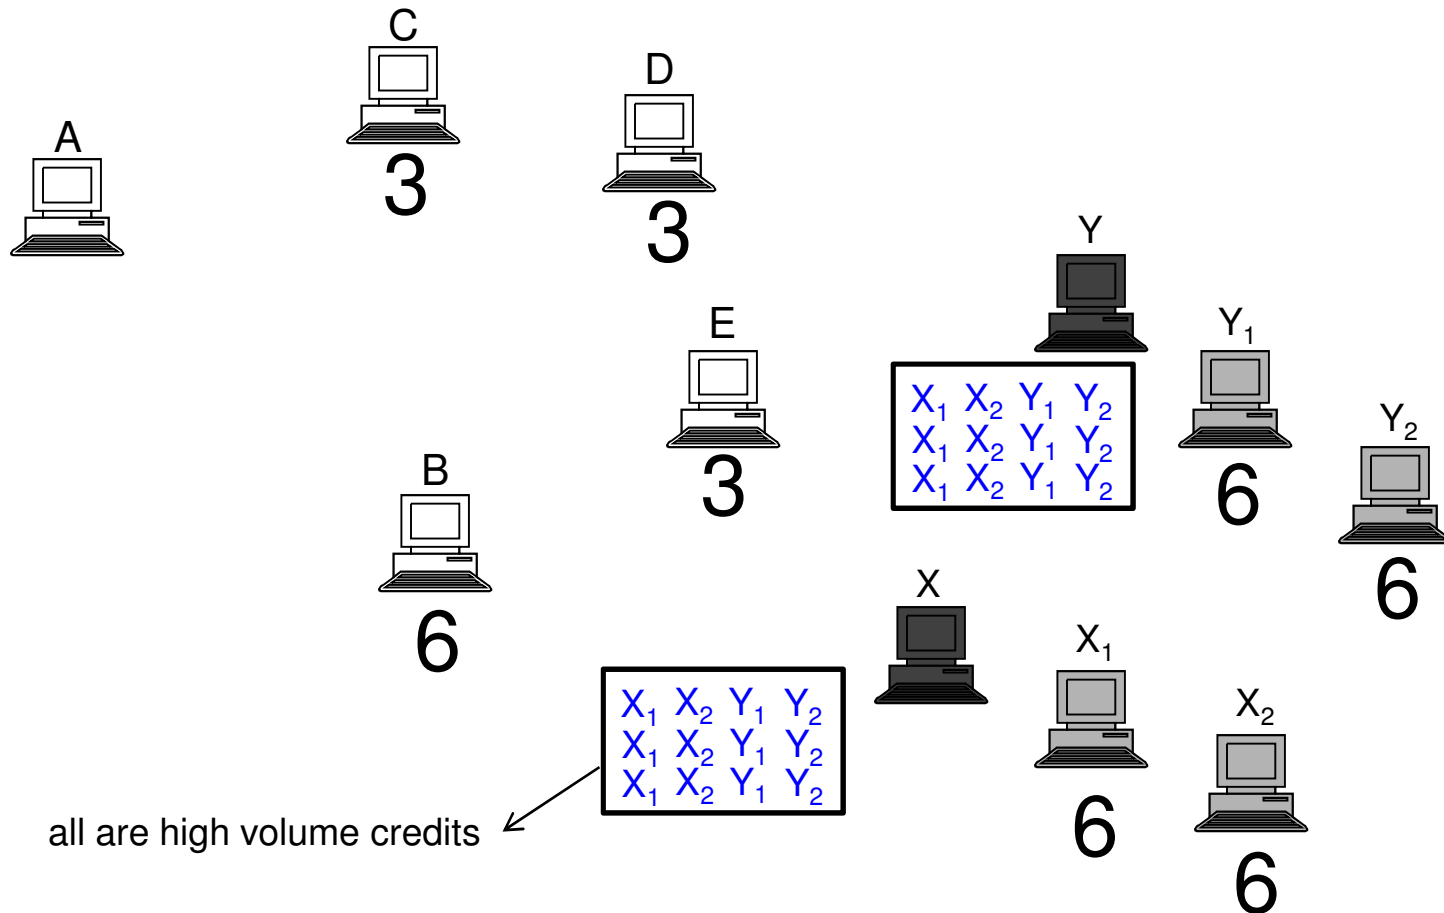 C
D
A
3
3
Y
E
Y₁
X₁ X₂ Y₁ Y₂
X₁ X₂ Y₁ Y₂
X₁ X₂ Y₁ Y₂
Y₂
B
3
6
6
X
6
X₁
X₁ X₂ Y₁ Y₂
X₁ X₂ Y₁ Y₂
X₁ X₂ Y₁ Y₂
X₂
all are high volume credits
6
6